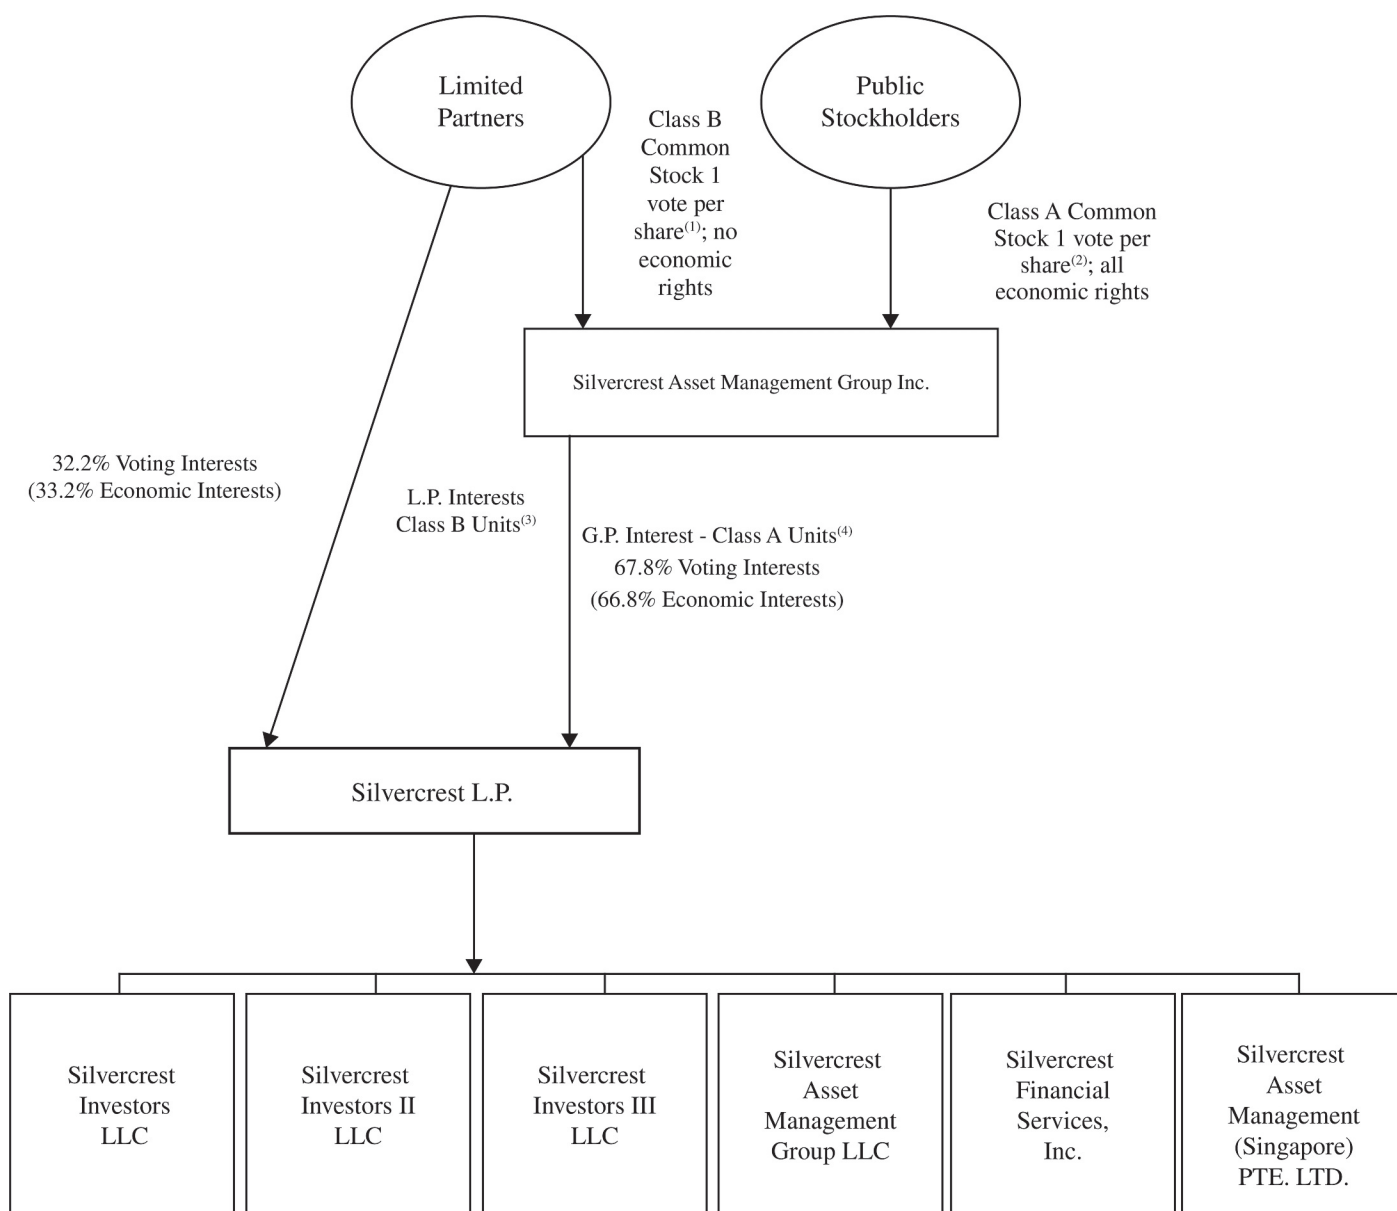 Limited
Partners
Public
Stockholders
Class B
Common
Stock 1
vote per
share(1); no
economic
rights
Class A Common
Stock 1 vote per
share(2); all
economic rights
Silvercrest Asset Management Group Inc.
32.2% Voting Interests
(33.2% Economic Interests)
L.P. Interests
Class B Units(3)
G.P. Interest - Class A Units(4)
67.8% Voting Interests
(66.8% Economic Interests)
Silvercrest L.P.
Silvercrest
Investors
LLC
Silvercrest
Investors II
LLC
Silvercrest
Investors III
LLC
Silvercrest
Asset
Management
Group LLC
Silvercrest
Financial
Services,
Inc.
Silvercrest
Asset
Management
(Singapore)
PTE. LTD.